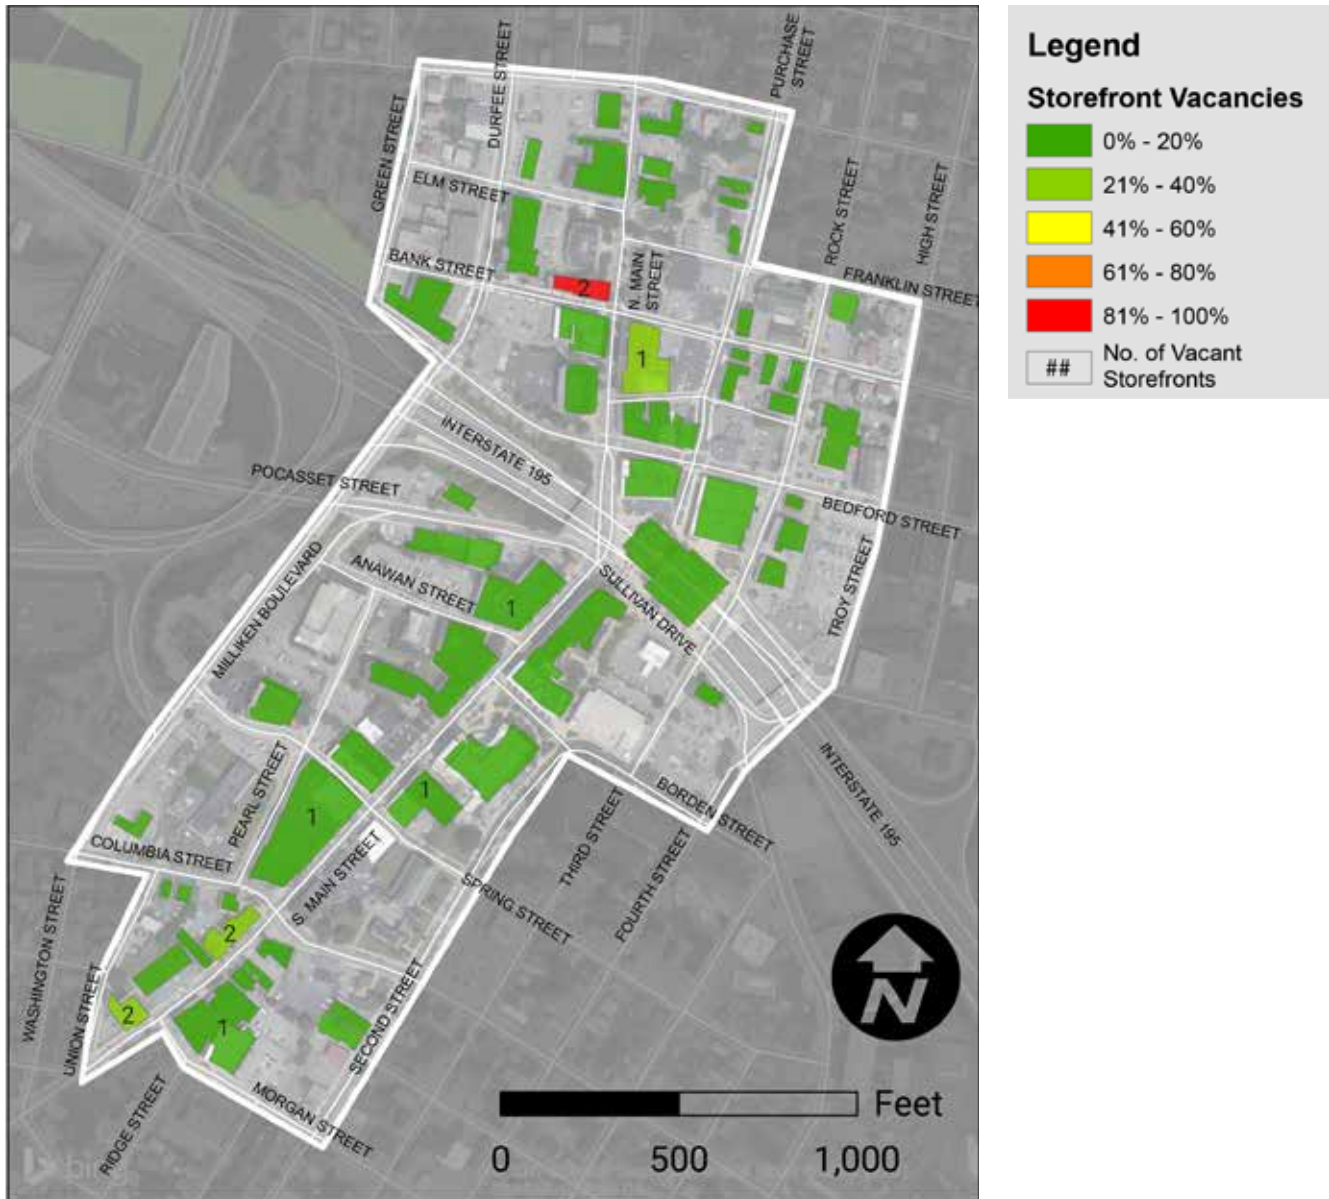 PURCHASE
STREET
DURFEE STREET
GREEN STREET
ELM STREET
ROCK STREET
HIGH STREET
BANK STREET
N. MAIN
STREET
FRANKLIN STREET
2
1
INTERSTATE 195
POCASSET STREET
BEDFORD STREET
MILLIKEN BOULEVARD
ANAWAN STREET
SULLIVAN DRIVE
TROY STREET
1
PEARL STREET
1
1
INTERSTATE 195
BORDEN STREET
COLUMBIA STREET
S. MAIN STREET
THIRD STREET
FOURTH STREET
SPRING STREET
WASHINGTON STREET
2
UNION STREET
2
1
SECOND STREET
N
MORGAN STREET
RIDGE STREET
Feet
0 500 1,000
bing
Legend
Storefront Vacancies
0% - 20%
21% - 40%
41% - 60%
61% - 80%
81% - 100%
## No. of Vacant
Storefronts